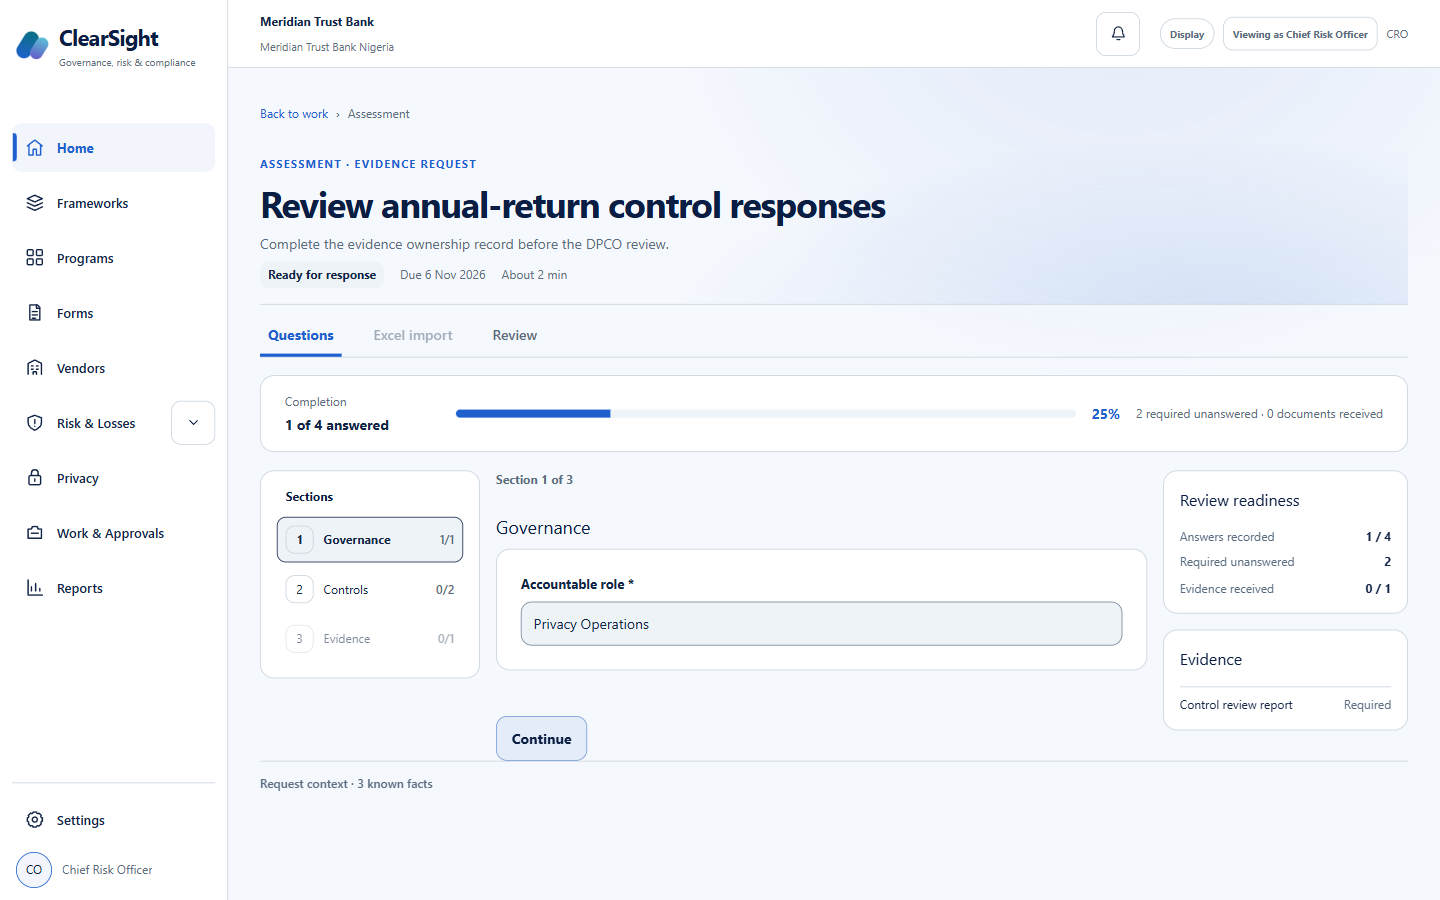 ClearSight
Governance, risk & compliance
Home
Frameworks
Programs
Forms
Vendors
Risk & Losses
Privacy
Work & Approvals
Reports
Settings
CO
Chief Risk Officer
Meridian Trust Bank
Meridian Trust Bank Nigeria
Display
Viewing as Chief Risk Officer
CRO
Back to work › Assessment
ASSESSMENT · EVIDENCE REQUEST
Review annual-return control responses
Complete the evidence ownership record before the DPCO review.
Ready for response Due 6 Nov 2026 About 2 min
Questions Excel import Review
Completion
1 of 4 answered
25% 2 required unanswered · 0 documents received
Sections
1 Governance 1/1
2 Controls 0/2
3 Evidence 0/1
Section 1 of 3
Governance
Accountable role *
Privacy Operations
Continue
Review readiness
Answers recorded 1 / 4
Required unanswered 2
Evidence received 0 / 1
Evidence
Control review report Required
Request context · 3 known facts